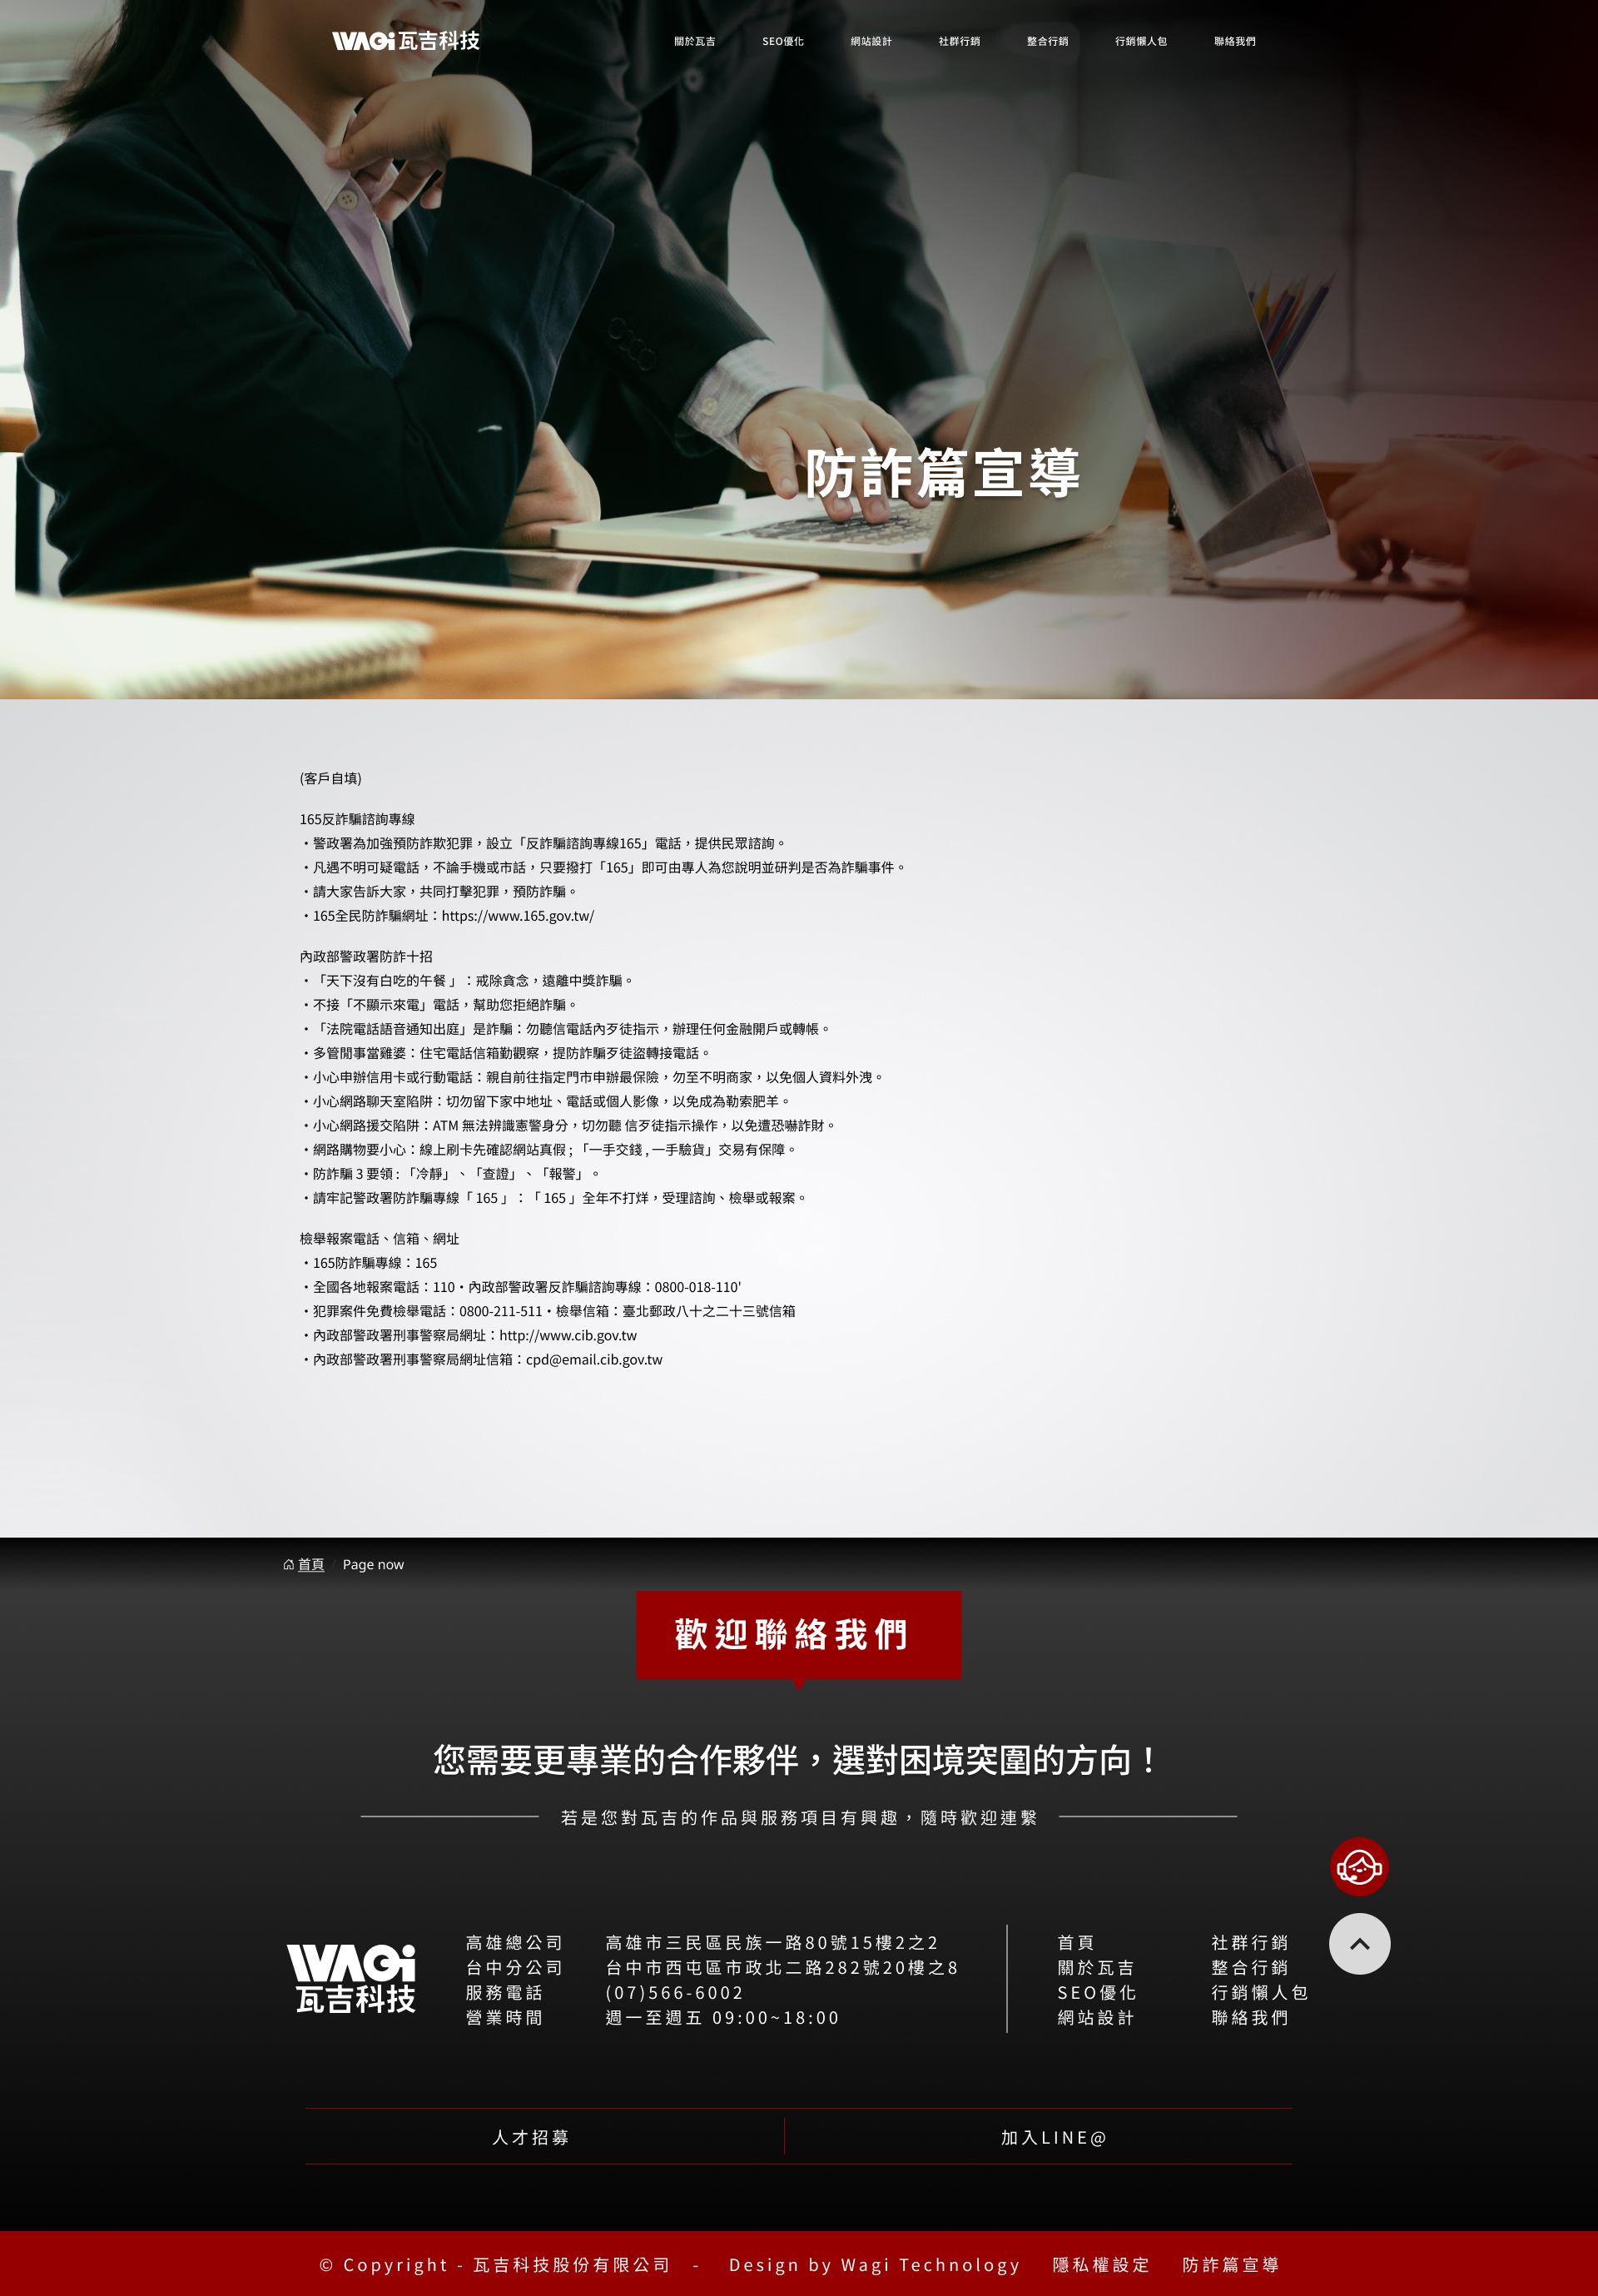 WAGi 瓦吉科技
關於瓦吉
SEO優化
網站設計
社群行銷
整合行銷
行銷懶人包
聯絡我們
防詐篇宣導
(客戶自填)
165反詐騙諮詢專線
・警政署為加強預防詐欺犯罪，設立「反詐騙諮詢專線165」電話，提供民眾諮詢。
・凡遇不明可疑電話，不論手機或市話，只要撥打「165」即可由專人為您說明並研判是否為詐騙事件。
・請大家告訴大家，共同打擊犯罪，預防詐騙。
・165全民防詐騙網址：https://www.165.gov.tw/
內政部警政署防詐十招
・「天下沒有白吃的午餐 」：戒除貪念，遠離中獎詐騙。
・不接「不顯示來電」電話，幫助您拒絕詐騙。
・「法院電話語音通知出庭」是詐騙：勿聽信電話內歹徒指示，辦理任何金融開戶或轉帳。
・多管閒事當雞婆：住宅電話信箱勤觀察，提防詐騙歹徒盜轉接電話。
・小心申辦信用卡或行動電話：親自前往指定門市申辦最保險，勿至不明商家，以免個人資料外洩。
・小心網路聊天室陷阱：切勿留下家中地址、電話或個人影像，以免成為勒索肥羊。
・小心網路援交陷阱：ATM 無法辨識憲警身分，切勿聽 信歹徒指示操作，以免遭恐嚇詐財。
・網路購物要小心：線上刷卡先確認網站真假 ; 「一手交錢 , 一手驗貨」交易有保障。
・防詐騙 3 要領 : 「冷靜」、「查證」、「報警」。
・請牢記警政署防詐騙專線「 165 」：「 165 」全年不打烊，受理諮詢、檢舉或報案。
檢舉報案電話、信箱、網址
・165防詐騙專線：165
・全國各地報案電話：110・內政部警政署反詐騙諮詢專線：0800-018-110'
・犯罪案件免費檢舉電話：0800-211-511・檢舉信箱：臺北郵政八十之二十三號信箱
・內政部警政署刑事警察局網址：http://www.cib.gov.tw
・內政部警政署刑事警察局網址信箱：cpd@email.cib.gov.tw
首頁 / Page now
歡迎聯絡我們
您需要更專業的合作夥伴，選對困境突圍的方向！
若是您對瓦吉的作品與服務項目有興趣，隨時歡迎連繫
WAGi
瓦吉科技
高雄總公司 高雄市三民區民族一路80號15樓2之2
台中分公司 台中市西屯區市政北二路282號20樓之8
服務電話 (07)566-6002
營業時間 週一至週五 09:00~18:00
首頁
關於瓦吉
SEO優化
網站設計
社群行銷
整合行銷
行銷懶人包
聯絡我們
人才招募
加入LINE@
© Copyright - 瓦吉科技股份有限公司 - Design by Wagi Technology 隱私權設定 防詐篇宣導